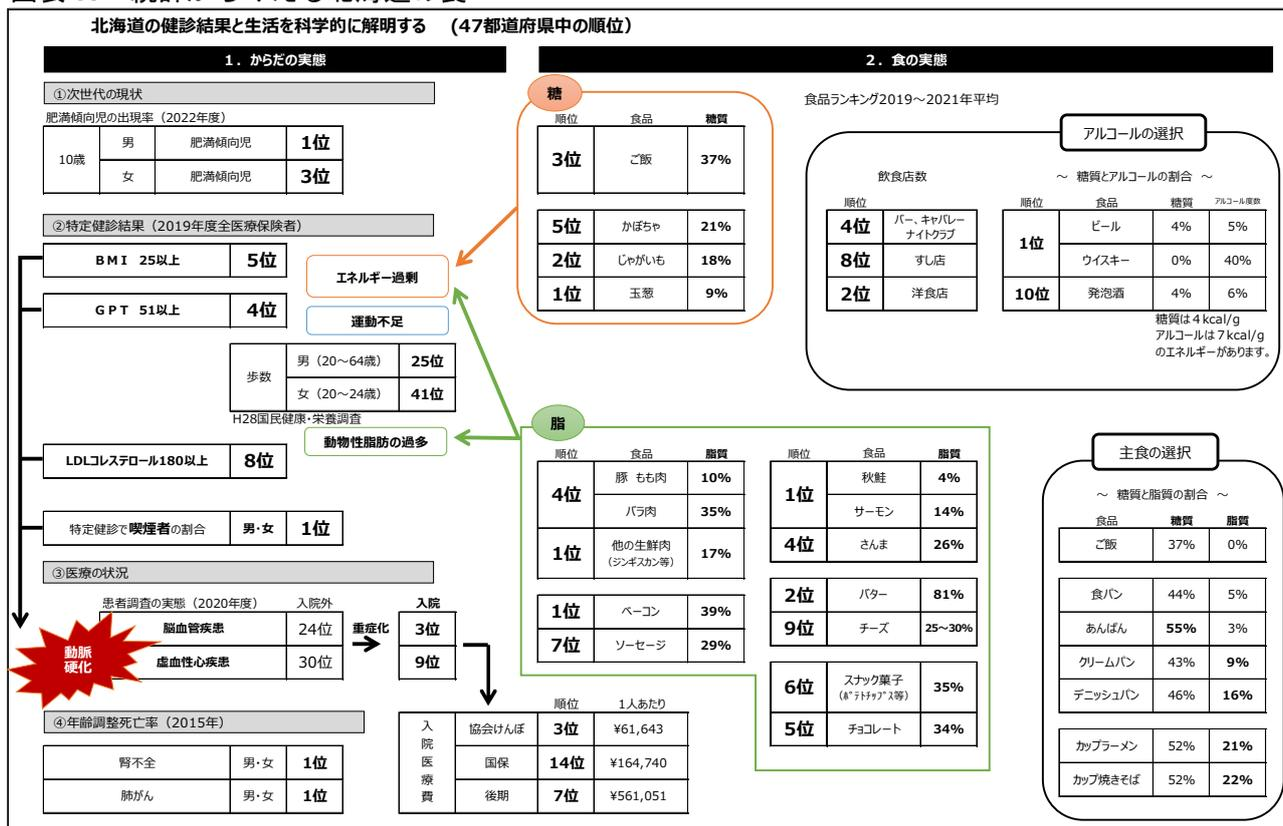 北海道の健診結果と生活を科学的に解明する (47都道府県中の順位)
1．からだの実態
①次世代の現状
肥満傾向児の出現率（2022年度）
10歳 男 肥満傾向児 1位
女 肥満傾向児 3位
②特定健診結果（2019年度全医療保険者）
ＢＭＩ 25以上 5位
ＧＰＴ 51以上 4位
エネルギー過剰
運動不足
歩数 男（20～64歳） 25位
女（20～24歳） 41位
H28国民健康・栄養調査
動物性脂肪の過多
LDLコレステロール180以上 8位
特定健診で喫煙者の割合 男・女 1位
③医療の状況
患者調査の実態（2020年度） 入院外 入院
脳血管疾患 24位 重症化 3位
虚血性心疾患 30位 9位
動脈
硬化
④年齢調整死亡率（2015年）
腎不全 男・女 1位
肺がん 男・女 1位
順位 1人あたり
入院医療費 協会けんぽ 3位 ¥61,643
国保 14位 ¥164,740
後期 7位 ¥561,051
2．食の実態
糖
順位 食品 糖質
3位 ご飯 37%
5位 かぼちゃ 21%
2位 じゃがいも 18%
1位 玉葱 9%
食品ランキング2019～2021年平均
アルコールの選択
飲食店数
順位
4位 バー、キャバレー
ナイトクラブ
8位 すし店
2位 洋食店
～ 糖質とアルコールの割合 ～
順位 食品 糖質 アルコール度数
1位 ビール 4% 5%
ウイスキー 0% 40%
10位 発泡酒 4% 6%
糖質は４kcal/g
アルコールは７kcal/g
のエネルギーがあります。
脂
順位 食品 脂質
4位 豚 もも肉 10%
バラ肉 35%
1位 他の生鮮肉
(ジンギスカン等) 17%
1位 ベーコン 39%
7位 ソーセージ 29%
順位 食品 脂質
1位 秋鮭 4%
サーモン 14%
4位 さんま 26%
2位 バター 81%
9位 チーズ 25～30%
6位 スナック菓子
(ﾎﾟﾃﾄﾁｯﾌﾟｽ等) 35%
5位 チョコレート 34%
主食の選択
～ 糖質と脂質の割合 ～
食品 糖質 脂質
ご飯 37% 0%
食パン 44% 5%
あんぱん 55% 3%
クリームパン 43% 9%
デニッシュパン 46% 16%
カップラーメン 52% 21%
カップ焼きそば 52% 22%